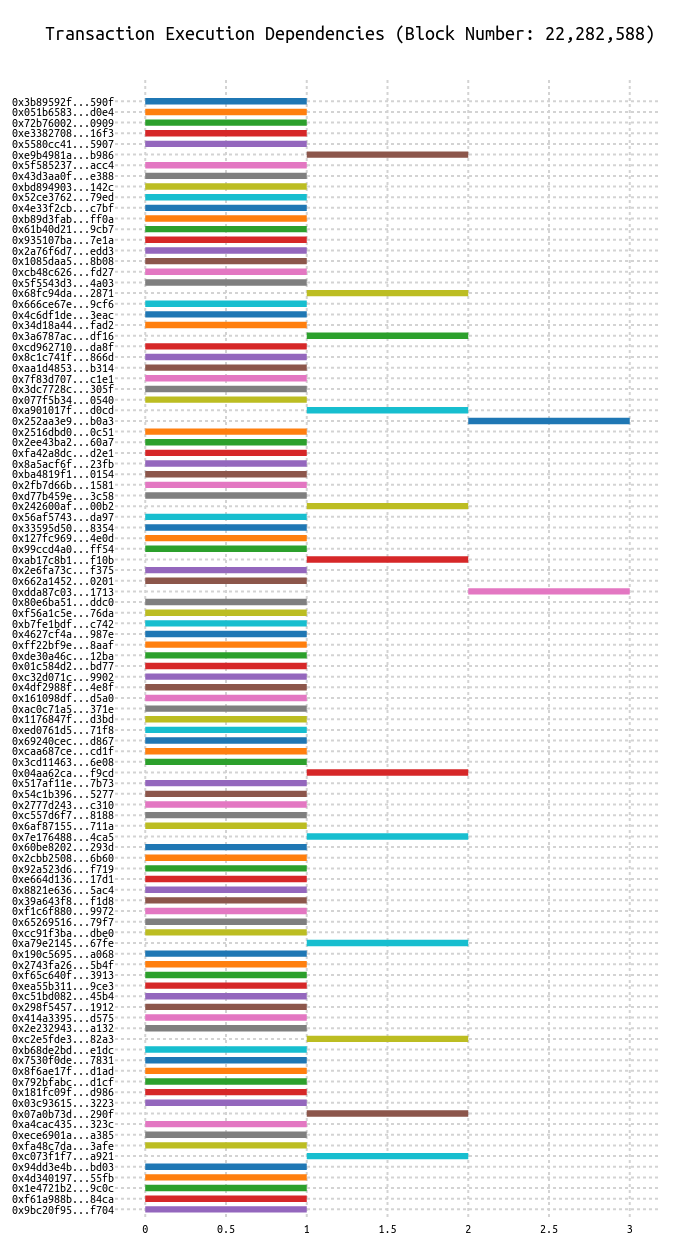 Transaction Execution Dependencies (Block Number: 22,282,588)
0x3b89592f...590f
0x051b6583...d0e4
0x72b76002...0909
0xe3382708...16f3
0x5580cc41...5907
0xe9b4981a...b986
0x5f585237...acc4
0x43d3aa0f...e388
0xbd894903...142c
0x52ce3762...79ed
0x4e33f2cb...c7bf
0xb89d3fab...ff0a
0x61b40d21...9cb7
0x935107ba...7e1a
0x2a76f6d7...edd3
0x1085daa5...8b08
0xcb48c626...fd27
0x5f5543d3...4a03
0x68fc94da...2871
0x666ce67e...9cf6
0x4c6df1de...3eac
0x34d18a44...fad2
0x3a6787ac...df16
0xcd962710...da8f
0x8c1c741f...866d
0xaa1d4853...b314
0x7f83d707...c1e1
0x3dc7728c...305f
0x077f5b34...0540
0xa901017f...d0cd
0x252aa3e9...b0a3
0x2516dbd0...0c51
0x2ee43ba2...60a7
0xfa42a8dc...d2e1
0x8a5acf6f...23fb
0xba4819f1...0154
0x2fb7d66b...1581
0xd77b459e...3c58
0x242600af...00b2
0x56af5743...da97
0x33595d50...8354
0x127fc969...4e0d
0x99ccd4a0...ff54
0xab17c8b1...f10b
0x2e6fa73c...f375
0x662a1452...0201
0xdda87c03...1713
0x80e6ba51...ddc0
0xf56a1c5e...76da
0xb7fe1bdf...c742
0x4627cf4a...987e
0xff22bf9e...8aaf
0xde30a46c...12ba
0x01c584d2...bd77
0xc32d071c...9902
0x4df2988f...4e8f
0x161098df...d5a0
0xac0c71a5...371e
0x1176847f...d3bd
0xed0761d5...71f8
0x69240cec...d867
0xcaa687ce...cd1f
0x3cd11463...6e08
0x04aa62ca...f9cd
0x517af11e...7b73
0x54c1b396...5277
0x2777d243...c310
0xc557d6f7...8188
0x6af87155...711a
0x7e176488...4ca5
0x60be8202...293d
0x2cbb2508...6b60
0x92a523d6...f719
0xe664d136...17d1
0x8821e636...5ac4
0x39a643f8...f1d8
0xf1c6f880...9972
0x65269516...79f7
0xcc91f3ba...dbe0
0xa79e2145...67fe
0x190c5695...a068
0x2743fa26...5b4f
0xf65c640f...3913
0xea55b311...9ce3
0xc51bd082...45b4
0x298f5457...1912
0x414a3395...d575
0x2e232943...a132
0xc2e5fde3...82a3
0xb68de2bd...e1dc
0x7530f0de...7831
0x8f6ae17f...d1ad
0x792bfabc...d1cf
0x181fc09f...d986
0x03c93615...3223
0x07a0b73d...290f
0xa4cac435...323c
0xece6901a...a385
0xfa48c7da...3afe
0xc073f1f7...a921
0x94dd3e4b...bd03
0x4d340197...55fb
0x1e4721b2...9c0c
0xf61a988b...84ca
0x9bc20f95...f704
0 0.5 1 1.5 2 2.5 3